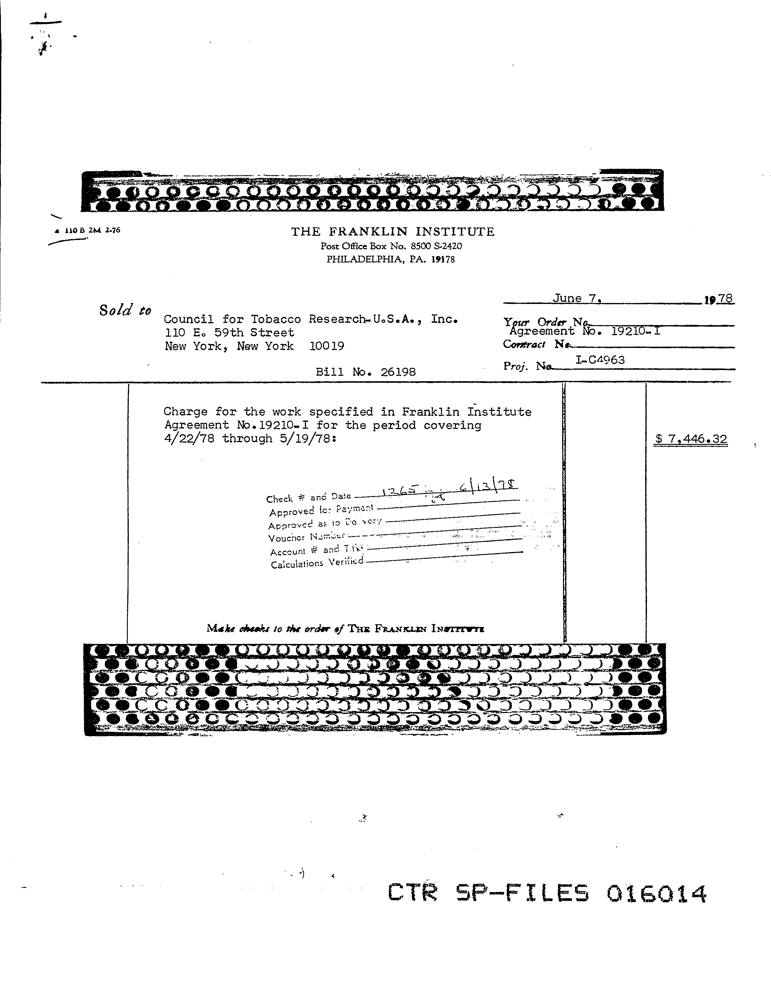 110 B 2M 2-76
THE FRANKLIN INSTITUTE
Post Office Box No. 8500 S-2420
PHILADELPHIA, PA. 19178
June 7, 1978
Sold to
Council for Tobacco Research-U.S.A., Inc.
110 E. 59th Street
New York, New York 10019
Your Order No.
Agreement No. 19210-I
Contract No.
Proj. No. I-C4963
Bill No. 26198
Charge for the work specified in Franklin Institute
Agreement No.19210-I for the period covering
4/22/78 through 5/19/78:
$ 7,446.32
Check # and Date 1265 6/13/78
Approved for Payment
Approved as to Delivery
Voucher Number
Account # and Title
Calculations Verified
Make checks to the order of THE FRANKLIN INSTITUTE
CTR SP-FILES 016014